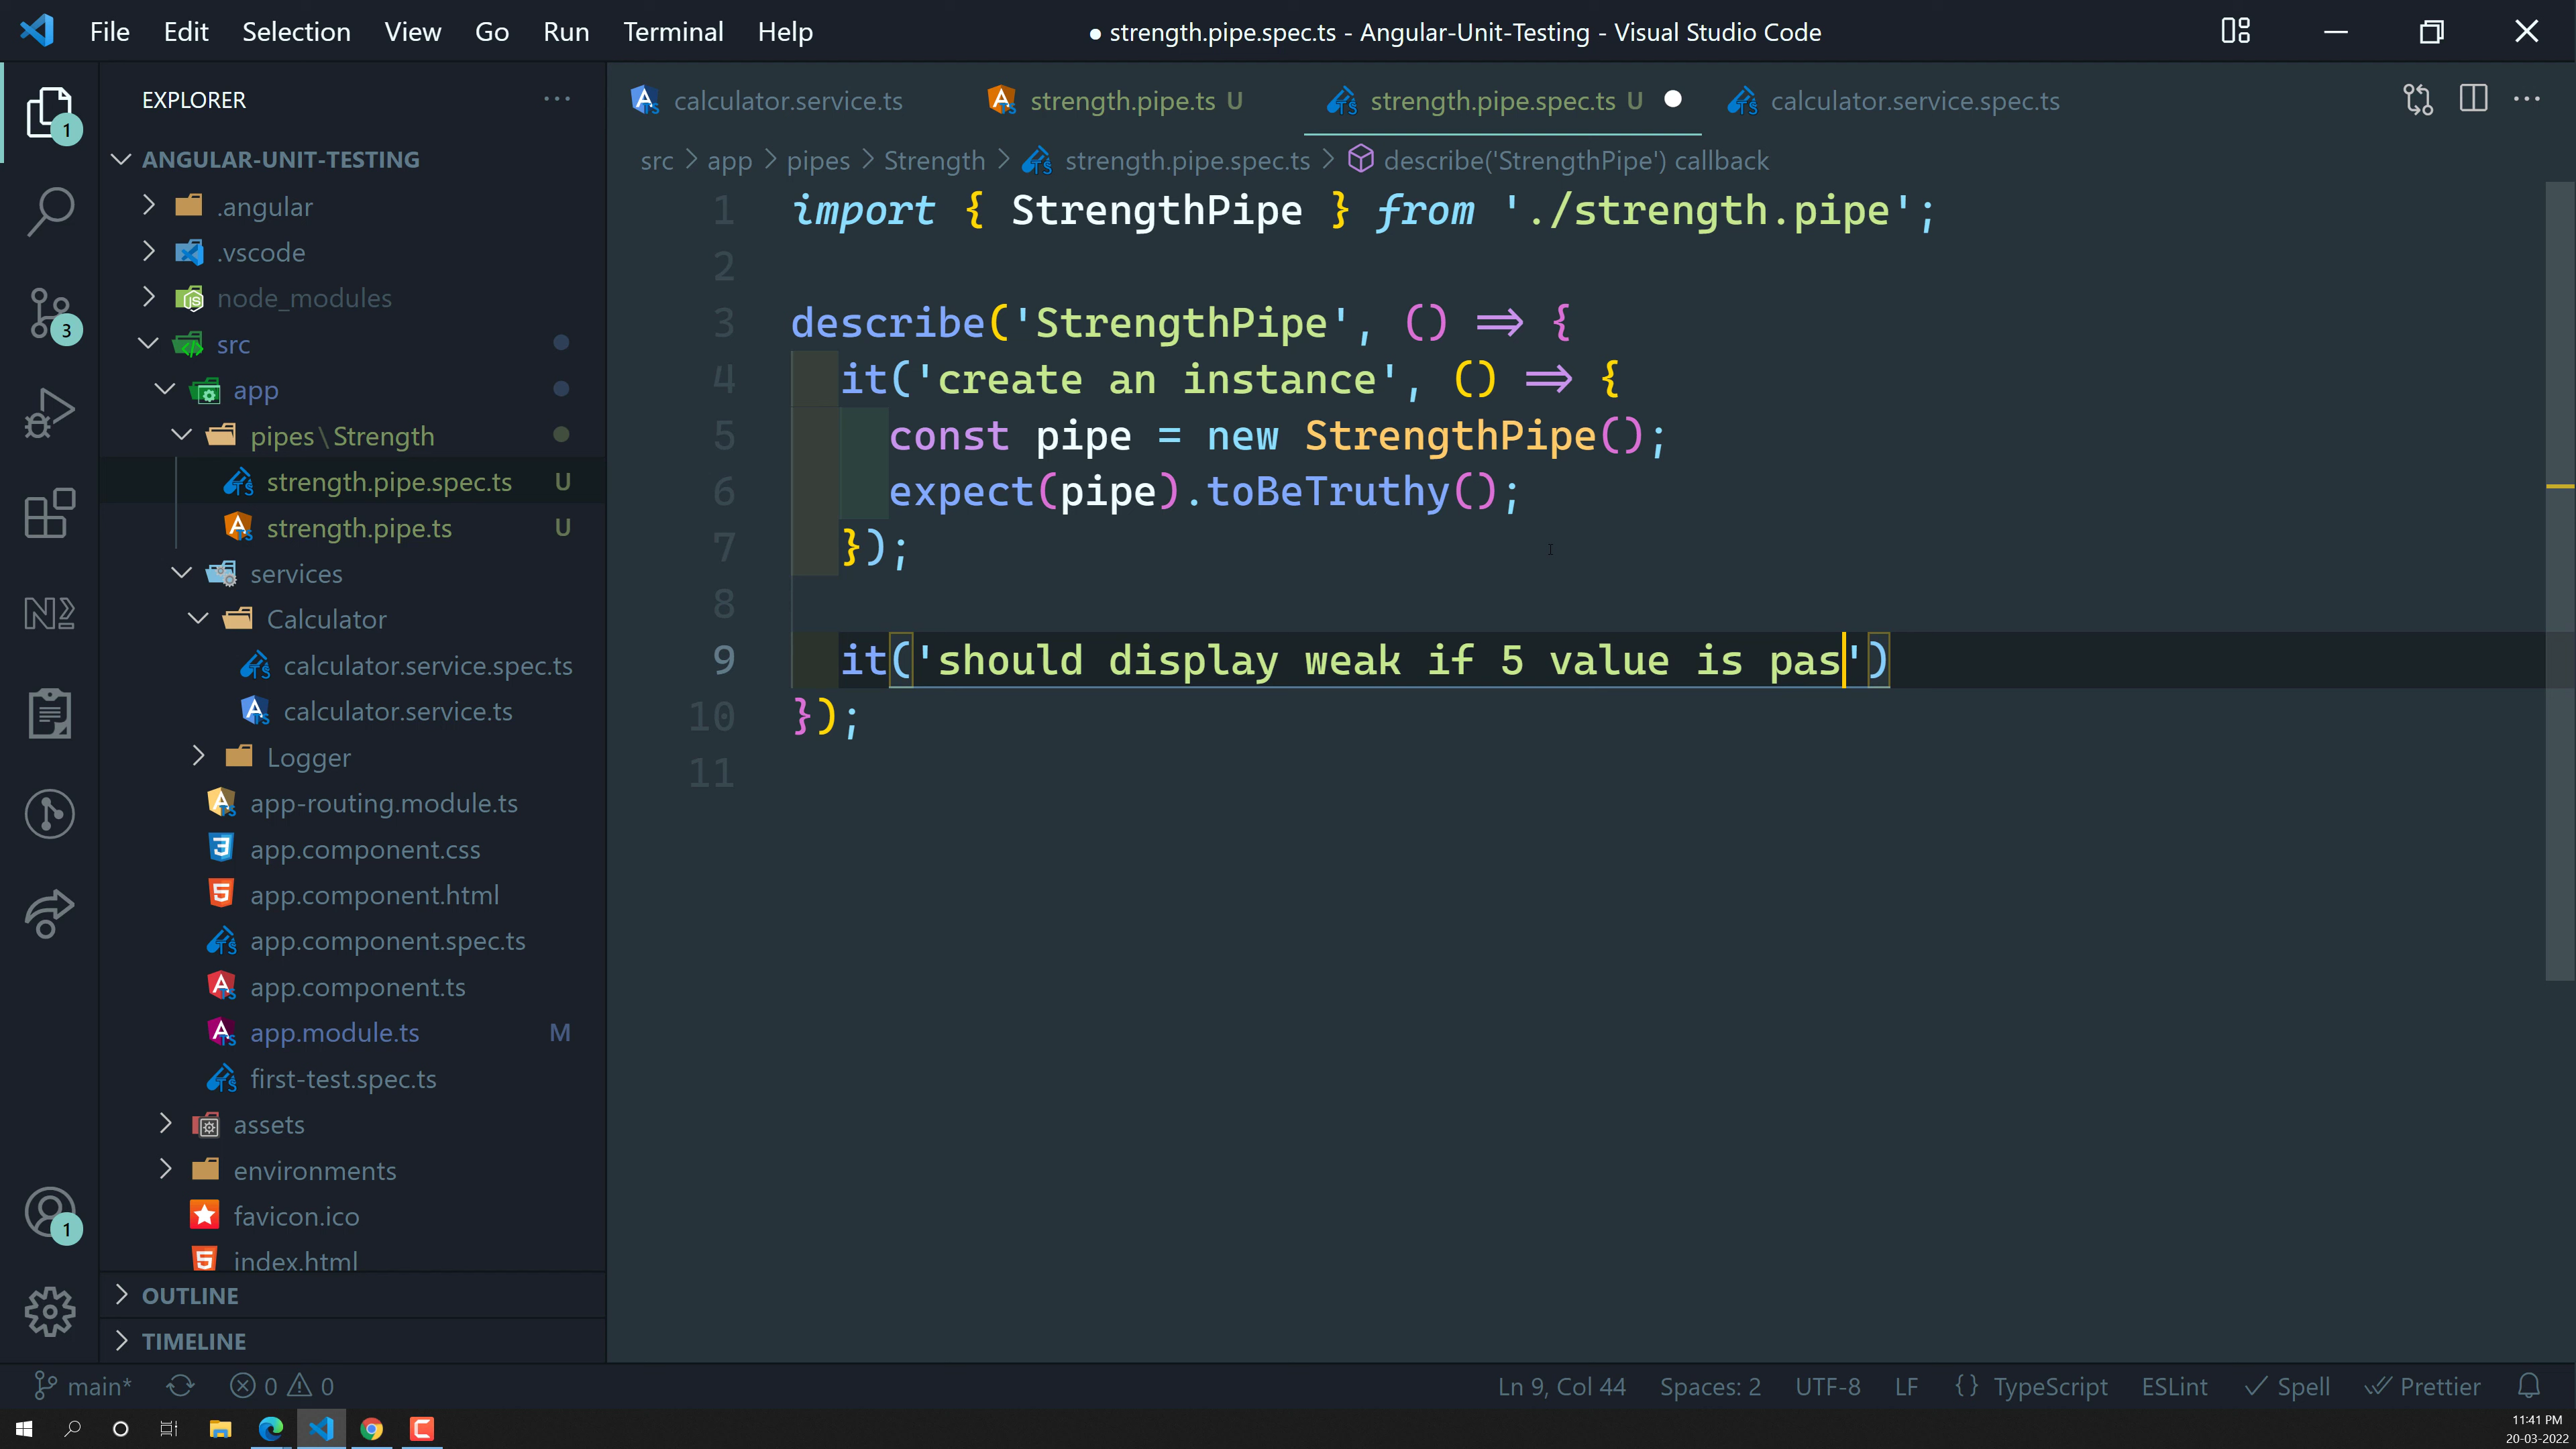 File Edit Selection View Go Run Terminal Help
● strength.pipe.spec.ts - Angular-Unit-Testing - Visual Studio Code
EXPLORER
ANGULAR-UNIT-TESTING
.angular
.vscode
node_modules
src
app
pipes\Strength
strength.pipe.spec.ts U
strength.pipe.ts U
services
Calculator
calculator.service.spec.ts
calculator.service.ts
Logger
app-routing.module.ts
app.component.css
app.component.html
app.component.spec.ts
app.component.ts
app.module.ts M
first-test.spec.ts
assets
environments
favicon.ico
index.html
OUTLINE
TIMELINE
1
3
1
calculator.service.ts strength.pipe.ts U strength.pipe.spec.ts U calculator.service.spec.ts
src > app > pipes > Strength > strength.pipe.spec.ts > describe('StrengthPipe') callback
1 import { StrengthPipe } from './strength.pipe';
2
3 describe('StrengthPipe', () => {
4 it('create an instance', () => {
5 const pipe = new StrengthPipe();
6 expect(pipe).toBeTruthy();
7 });
8
9 it('should display weak if 5 value is pas')
10 });
11
main* 0 0 Ln 9, Col 44 Spaces: 2 UTF-8 LF {} TypeScript ESLint Spell Prettier
11:41 PM
20-03-2022